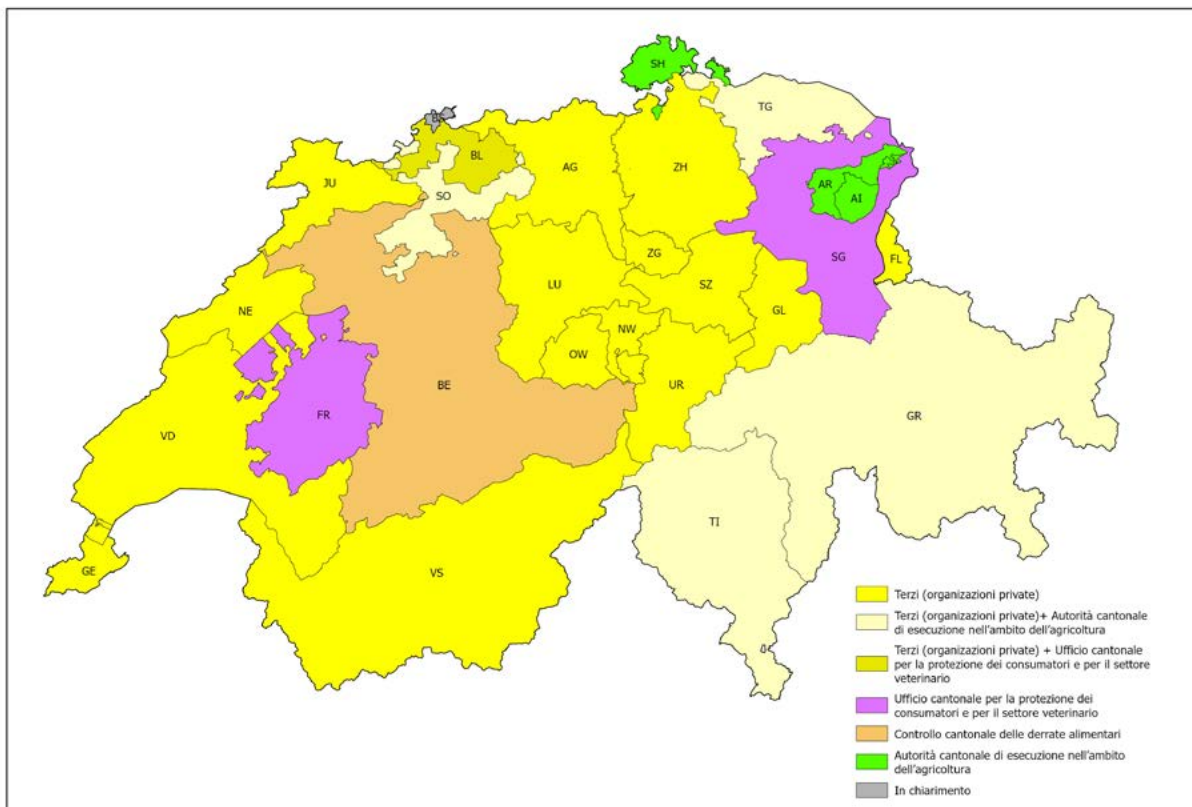 SH
TG
BS
BL
AG
ZH
JU
SO
AR
AI
ZG
SG
FL
LU
SZ
NE
GL
NW
OW
BE
UR
FR
GR
VD
TI
GE
VS
Terzi (organizzazioni private)
Terzi (organizazioni private)+ Autorità cantonale
di esecuzione nell'ambito dell'agricoltura
Terzi (organizazioni private) + Ufficio cantonale
per la protezione dei consumatori e per il settore
veterinario
Ufficio cantonale per la protezione dei
consumatori e per il settore veterinario
Controllo cantonale delle derrate alimentari
Autorità cantonale di esecuzione nell'ambito
dell'agricoltura
In chiarimento